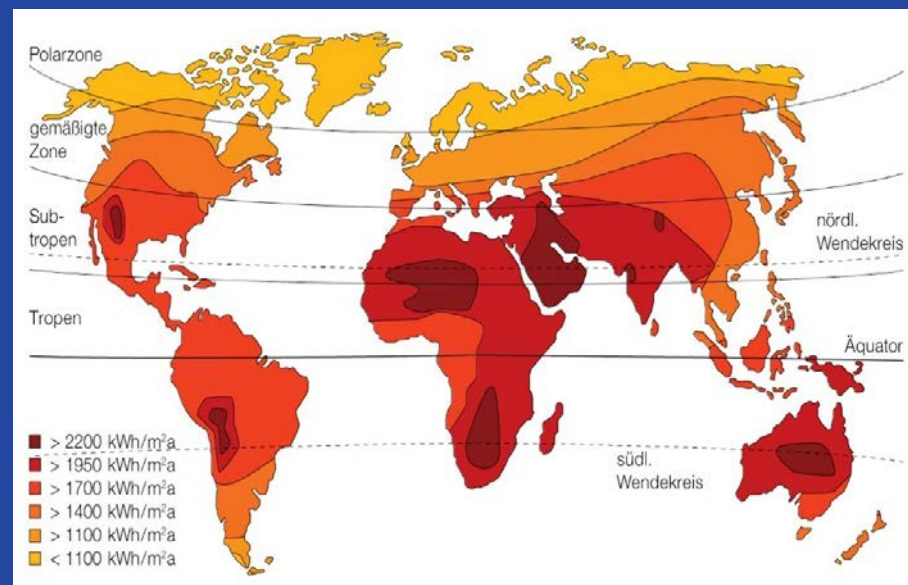 Polarzone
gemäßigte
Zone
Sub-
tropen
nördl.
Wendekreis
Tropen
Äquator
> 2200 kWh/m²a
> 1950 kWh/m²a
> 1700 kWh/m²a
> 1400 kWh/m²a
> 1100 kWh/m²a
< 1100 kWh/m²a
südl.
Wendekreis